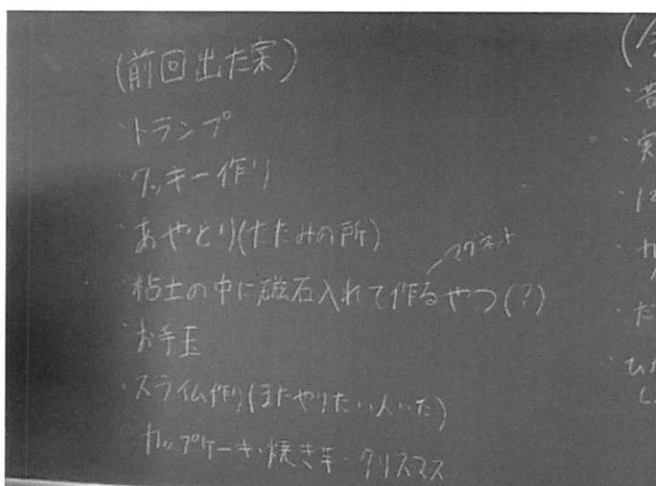 (前回出た案)
・トランプ
・クッキー作り
・あやとり(たたみの所)
マグネット
・粘土の中に磁石入れて作るやつ(?)
・お手玉
・スライム作り(またやりたい人いた)
カップケーキ・焼き芋・クリスマス